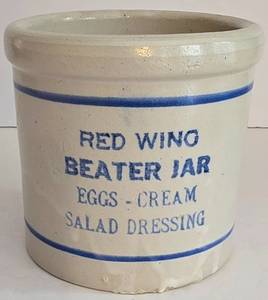 RED WING
BEATER JAR
EGGS - CREAM
SALAD DRESSING